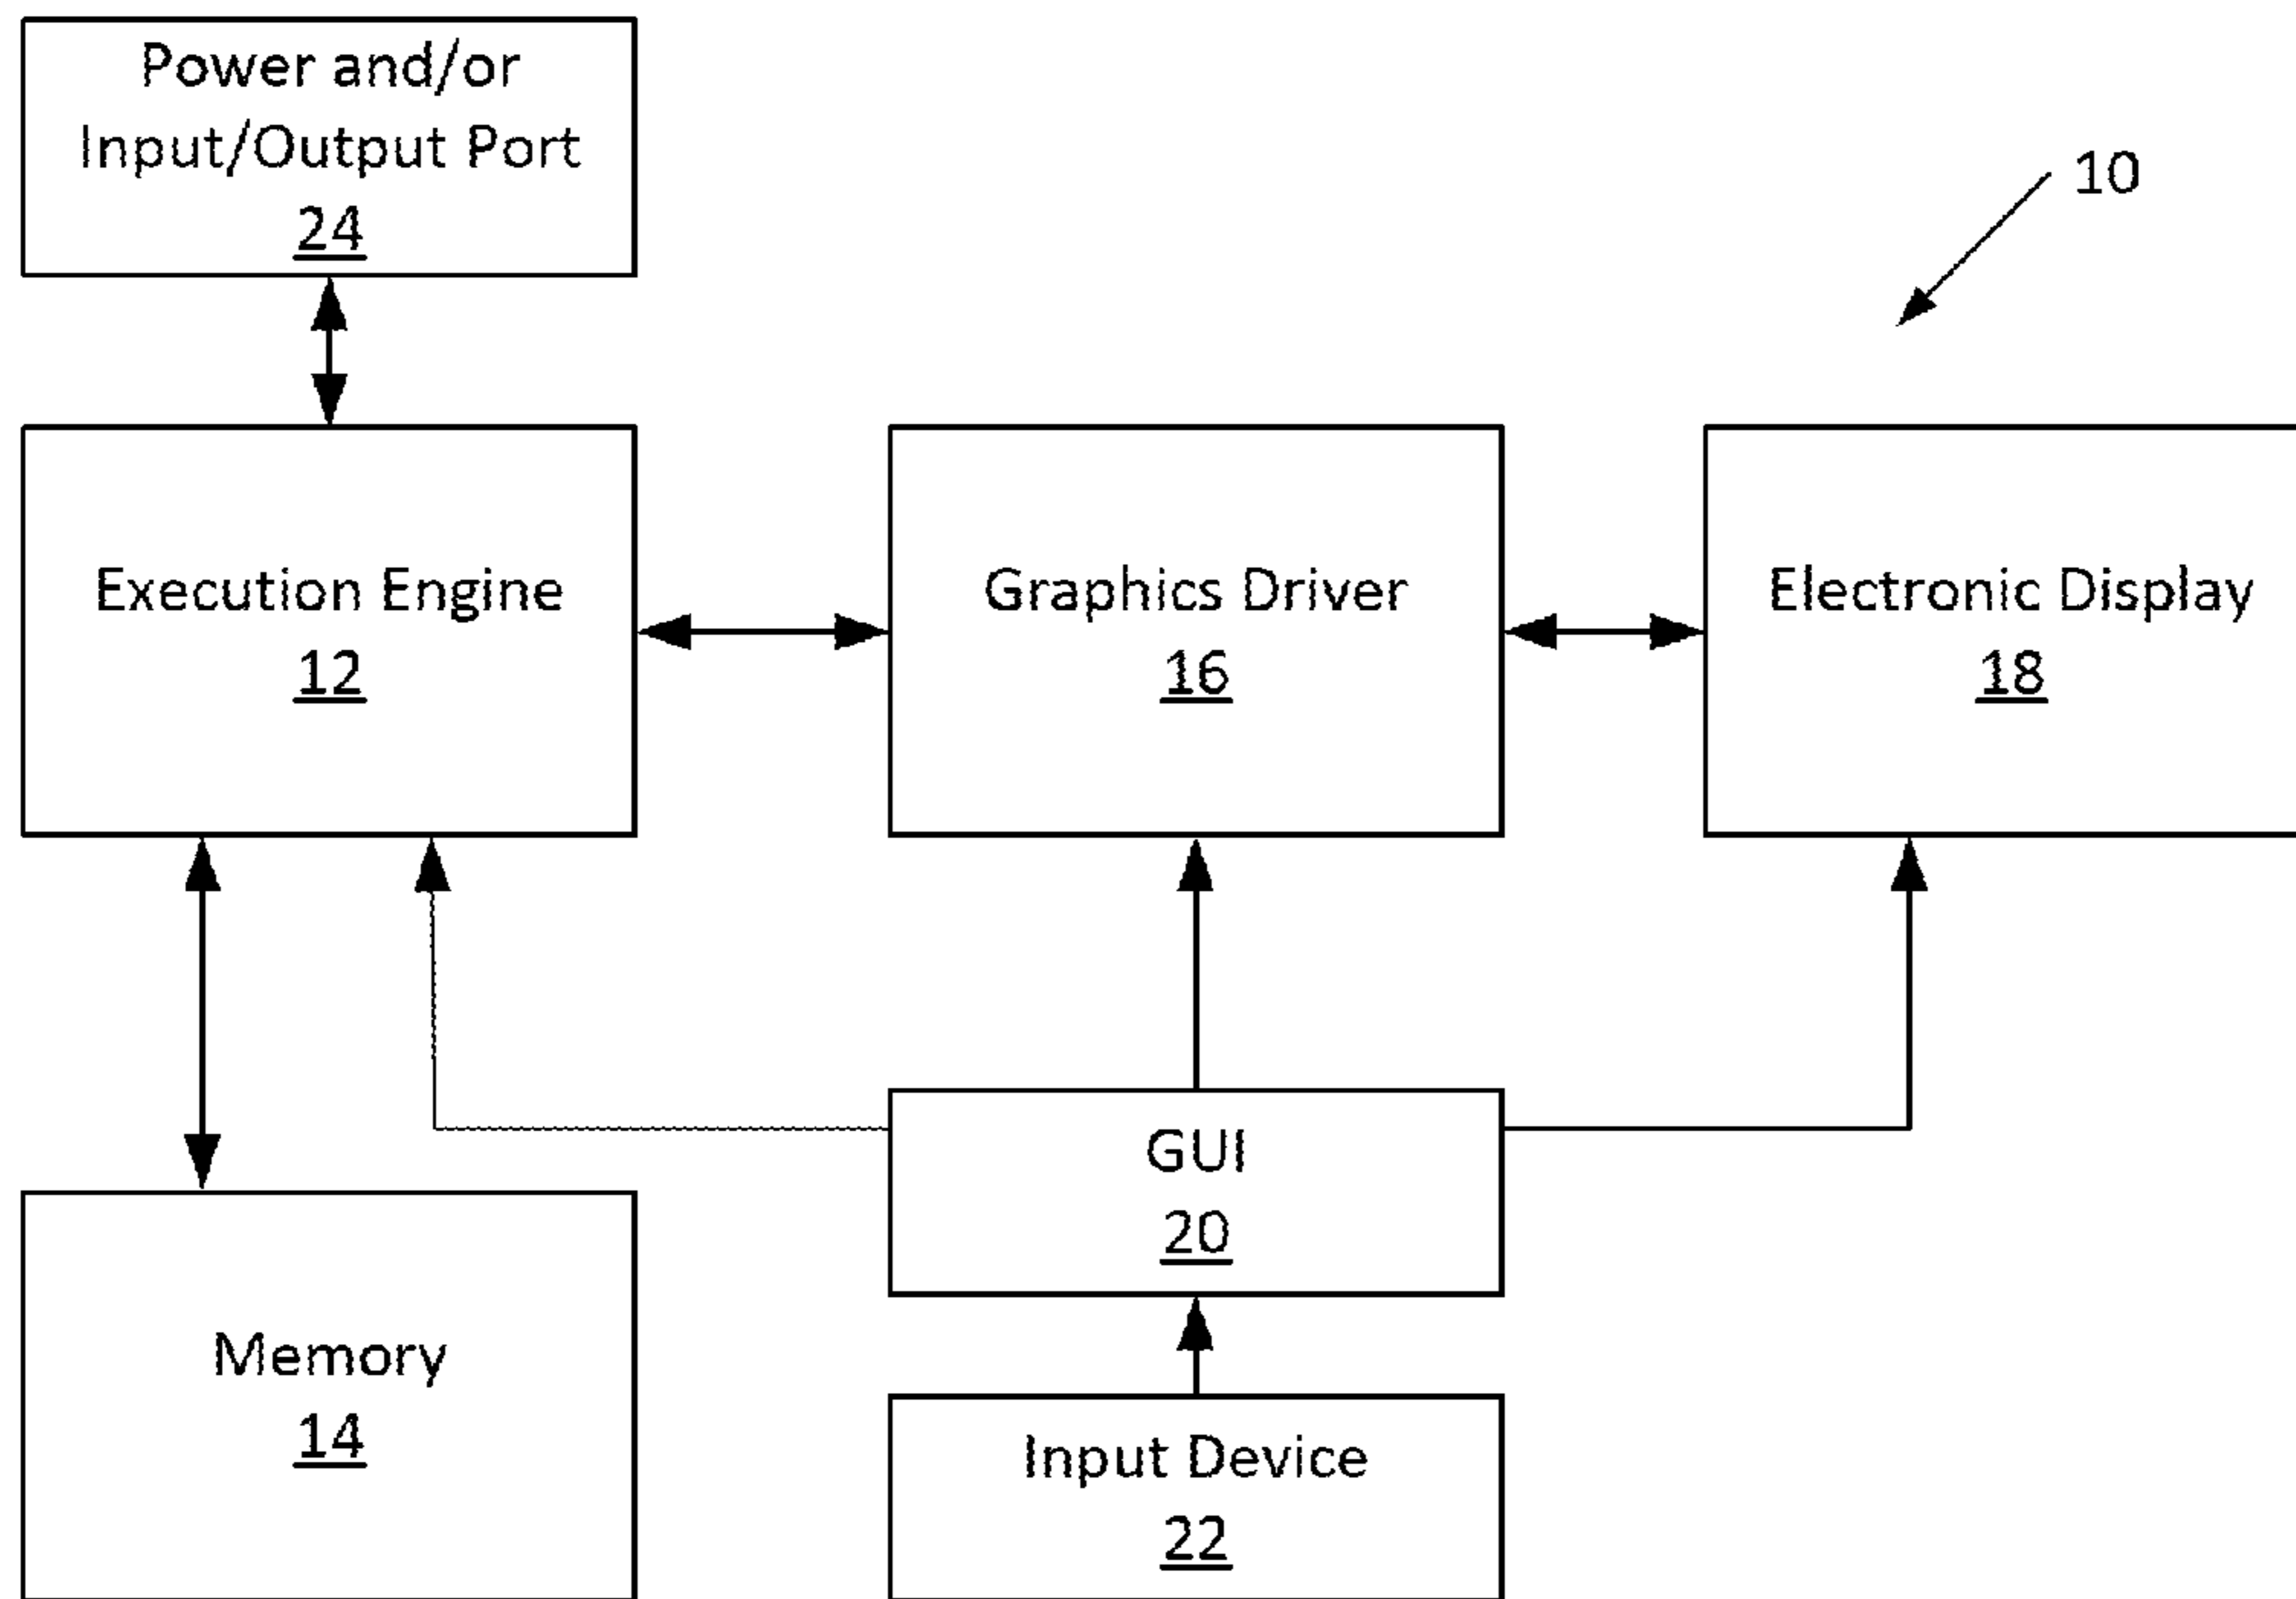 Power and/or
Input/Output Port
24
10
Execution Engine
12
Graphics Driver
16
Electronic Display
18
GUI
20
Memory
14
Input Device
22